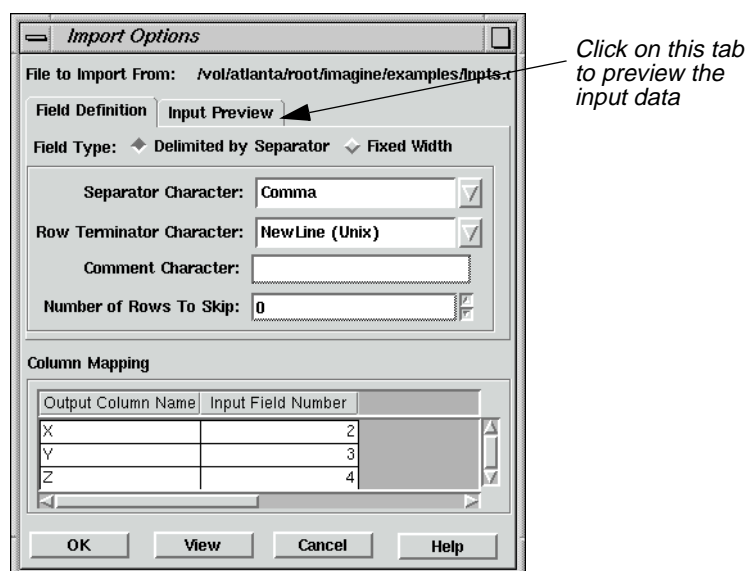 Import Options
File to Import From: /vol/atlanta/root/imagine/examples/lnpts.
Field Definition
Input Preview
Field Type: Delimited by Separator Fixed Width
Separator Character: Comma
Row Terminator Character: NewLine (Unix)
Comment Character:
Number of Rows To Skip: 0
Column Mapping
Output Column Name Input Field Number
X 2
Y 3
Z 4
OK View Cancel Help
Click on this tab
to preview the
input data